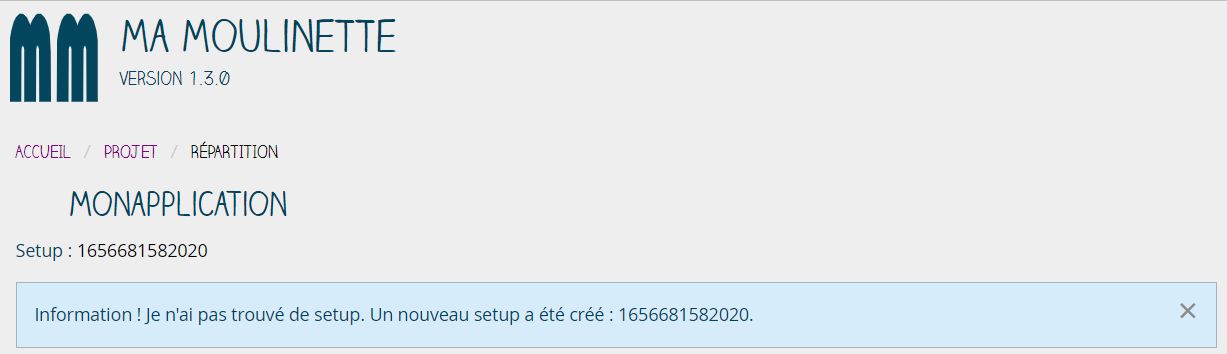 MA MOULINETTE
VERSION 1.3.0
ACCUEIL / PROJET / RÉPARTITION
MONAPPLICATION
Setup : 1656681582020
Information ! Je n'ai pas trouvé de setup. Un nouveau setup a été créé : 1656681582020.